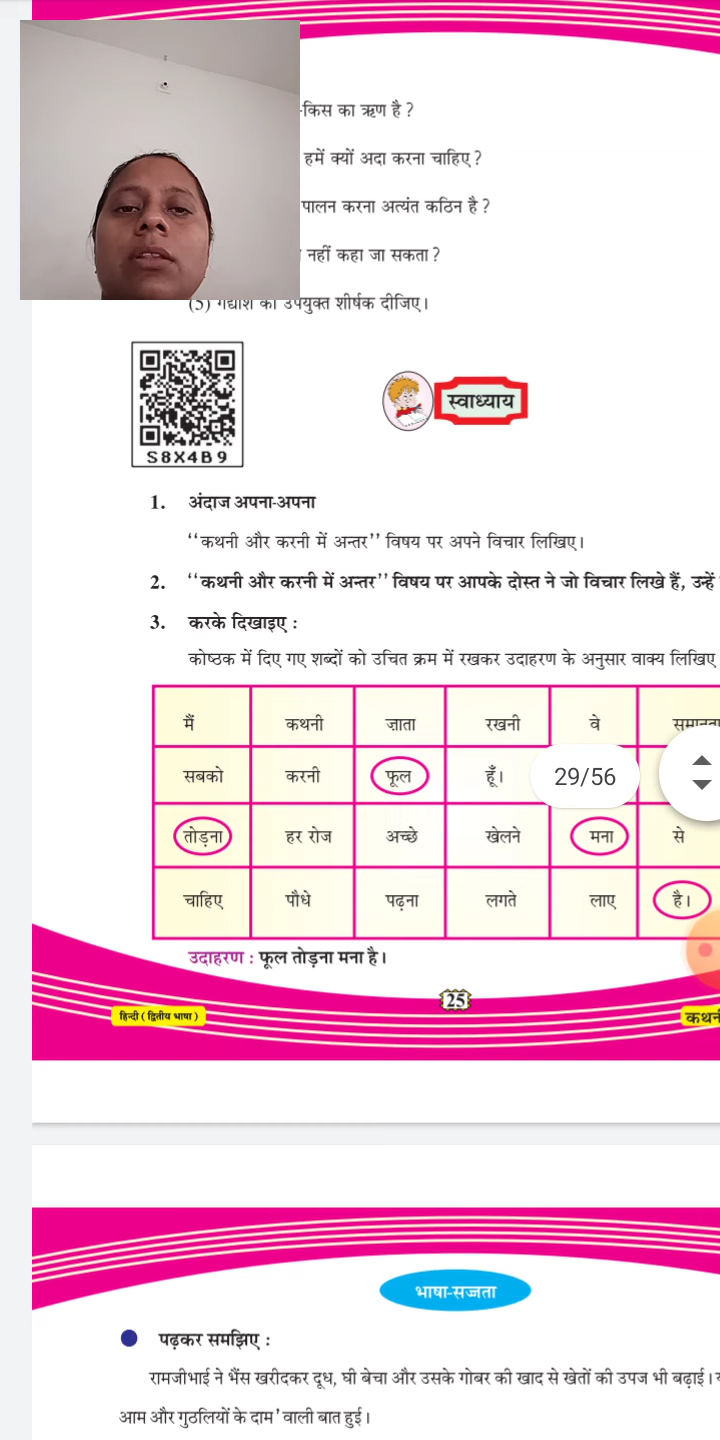 किस का ऋण है ?
हमें क्यों अदा करना चाहिए ?
पालन करना अत्यंत कठिन है ?
नहीं कहा जा सकता ?
(5) गद्यांश का उपयुक्त शीर्षक दीजिए।
स्वाध्याय
S8X4B9
1. अंदाज अपना-अपना
‘‘कथनी और करनी में अन्तर’’ विषय पर अपने विचार लिखिए।
2. ‘‘कथनी और करनी में अन्तर’’ विषय पर आपके दोस्त ने जो विचार लिखे हैं, उन्हें
3. करके दिखाइए :
कोष्ठक में दिए गए शब्दों को उचित क्रम में रखकर उदाहरण के अनुसार वाक्य लिखिए
मैं कथनी जाता रखनी वे
सबको करनी फूल हूँ। 29/56
तोड़ना हर रोज अच्छे खेलने मना से
चाहिए पौधे पढ़ना लगते लाए है।
उदाहरण : फूल तोड़ना मना है।
25
हिन्दी ( द्वितीय भाषा )
भाषा-सज्जता
पढ़कर समझिए :
रामजीभाई ने भैंस खरीदकर दूध, घी बेचा और उसके गोबर की खाद से खेतों की उपज भी बढ़ाई।
आम और गुठलियों के दाम’ वाली बात हुई।